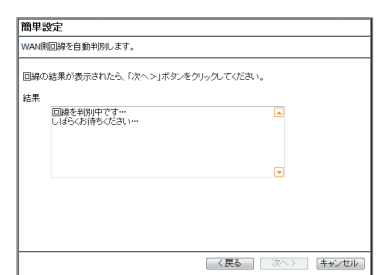 簡単設定
WAN側回線を自動判別します。
回線の結果が表示されたら、「次へ>」ボタンをクリックしてください。
結果
回線を判別中です…
しばらくお待ちください…
<戻る 次へ> キャンセル